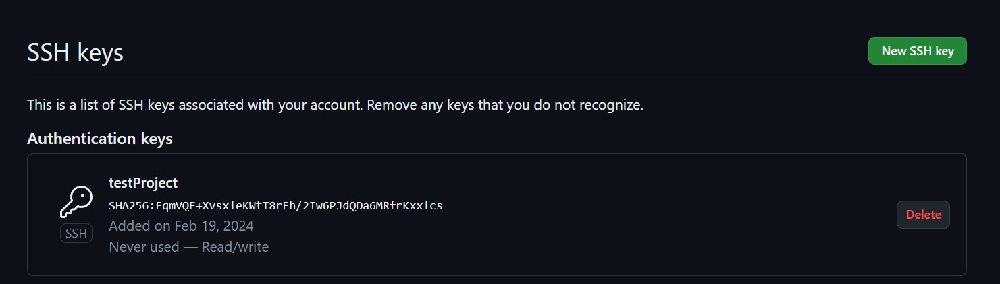 SSH keys
New SSH key
This is a list of SSH keys associated with your account. Remove any keys that you do not recognize.
Authentication keys
testProject
SHA256:EqmVQF+XvsxleKWtT8rFh/2Iw6PJdQDa6MRfrKxxlcs
Added on Feb 19, 2024
Never used — Read/write
SSH
Delete